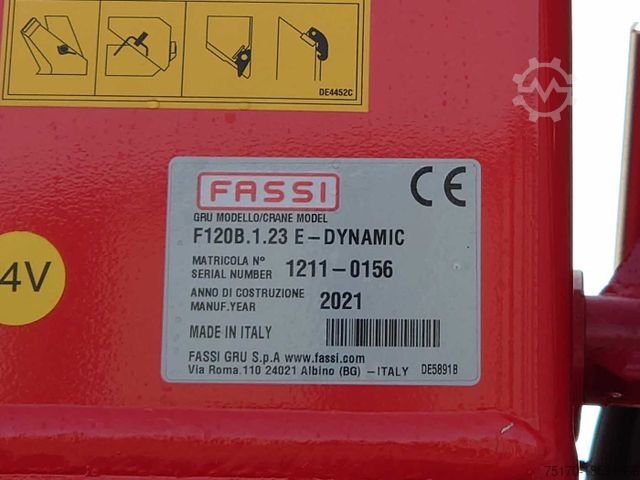 DE4452C
FASSI
CE
GRU MODELLO/CRANE MODEL
F120B.1.23 E-DYNAMIC
MATRICOLA Nº
SERIAL NUMBER 1211-0156
ANNO DI COSTRUZIONE
MANUF.YEAR 2021
MADE IN ITALY
FASSI GRU S.p.A www.fassi.com
Via Roma.110 24021 Albino (BG) -ITALY DE5891B
4V